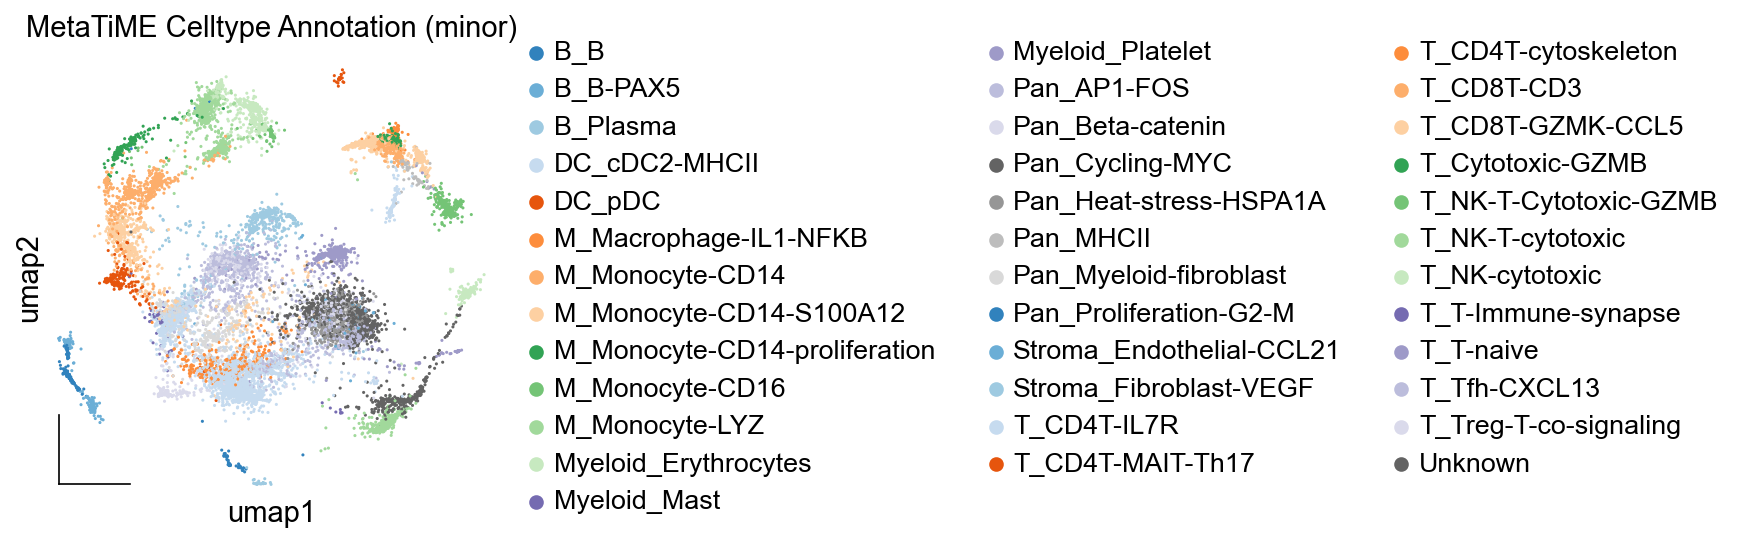 MetaTiME Celltype Annotation (minor)
umap2
umap1
B_B
B_B-PAX5
B_Plasma
DC_cDC2-MHCII
DC_pDC
M_Macrophage-IL1-NFKB
M_Monocyte-CD14
M_Monocyte-CD14-S100A12
M_Monocyte-CD14-proliferation
M_Monocyte-CD16
M_Monocyte-LYZ
Myeloid_Erythrocytes
Myeloid_Mast
Myeloid_Platelet
Pan_AP1-FOS
Pan_Beta-catenin
Pan_Cycling-MYC
Pan_Heat-stress-HSPA1A
Pan_MHCII
Pan_Myeloid-fibroblast
Pan_Proliferation-G2-M
Stroma_Endothelial-CCL21
Stroma_Fibroblast-VEGF
T_CD4T-IL7R
T_CD4T-MAIT-Th17
T_CD4T-cytoskeleton
T_CD8T-CD3
T_CD8T-GZMK-CCL5
T_Cytotoxic-GZMB
T_NK-T-Cytotoxic-GZMB
T_NK-T-cytotoxic
T_NK-cytotoxic
T_T-Immune-synapse
T_T-naive
T_Tfh-CXCL13
T_Treg-T-co-signaling
Unknown